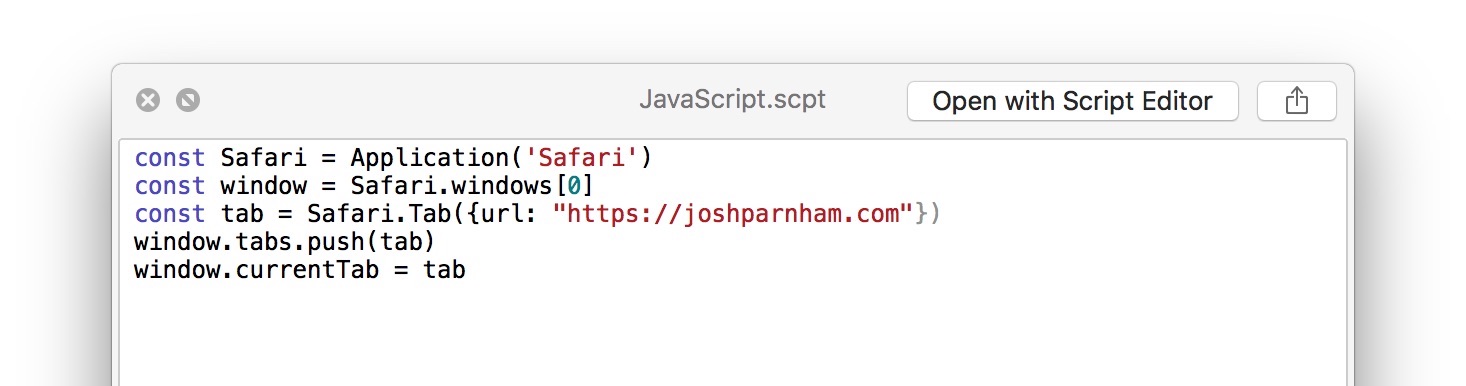 JavaScript.scpt Open with Script Editor
const Safari = Application('Safari')
const window = Safari.windows[0]
const tab = Safari.Tab({url: "https://joshparnham.com"})
window.tabs.push(tab)
window.currentTab = tab